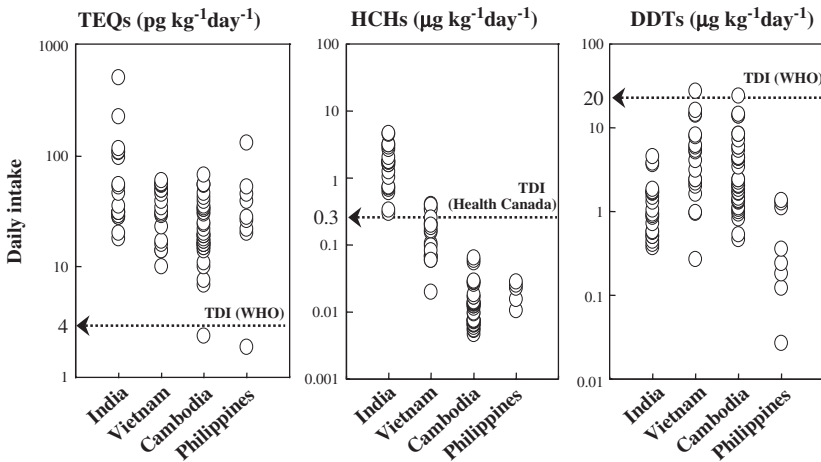 TEQs (pg kg-1day-1)
HCHs (μg kg-1day-1)
DDTs (μg kg-1day-1)
Daily intake
1000
100
10
4
1
TDI (WHO)
India
Vietnam
Cambodia
Philippines
100
10
1
0.3
0.1
0.01
0.001
TDI
(Health Canada)
India
Vietnam
Cambodia
Philippines
100
20
10
1
0.1
0.01
TDI (WHO)
India
Vietnam
Cambodia
Philippines